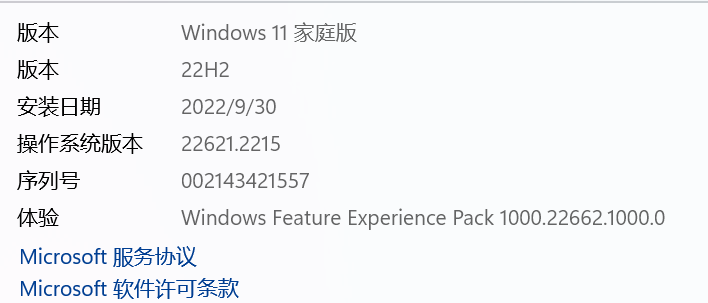 版本 Windows 11 家庭版
版本 22H2
安装日期 2022/9/30
操作系统版本 22621.2215
序列号 002143421557
体验 Windows Feature Experience Pack 1000.22662.1000.0
Microsoft 服务协议
Microsoft 软件许可条款